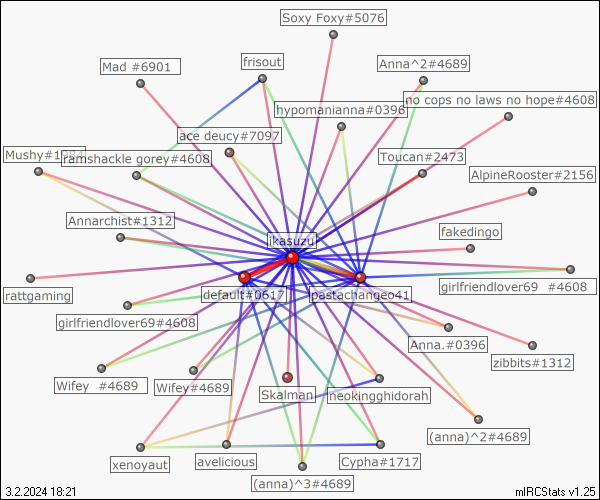 Soxy Foxy#5076
frisout
Anna^2#4689
Mad #6901
no cops no laws no hope#4608
hypomanianna#0396
ace deucy#7097
Mushy#1984
ramshackle gorey#4608
Toucan#2473
AlpineRooster#2156
Annarchist#1312
ikasuzu
fakedingo
rattgaming
default#0617
pastachangeo41
girlfriendlover69 #4608
girlfriendlover69#4608
Anna.#0396
zibbits#1312
Wifey #4689
Wifey#4689
Skalman
neokingghidorah
(anna)^2#4689
xenoyaut
avelicious
Cypha#1717
(anna)^3#4689
3.2.2024 18:21
mIRCStats v1.25